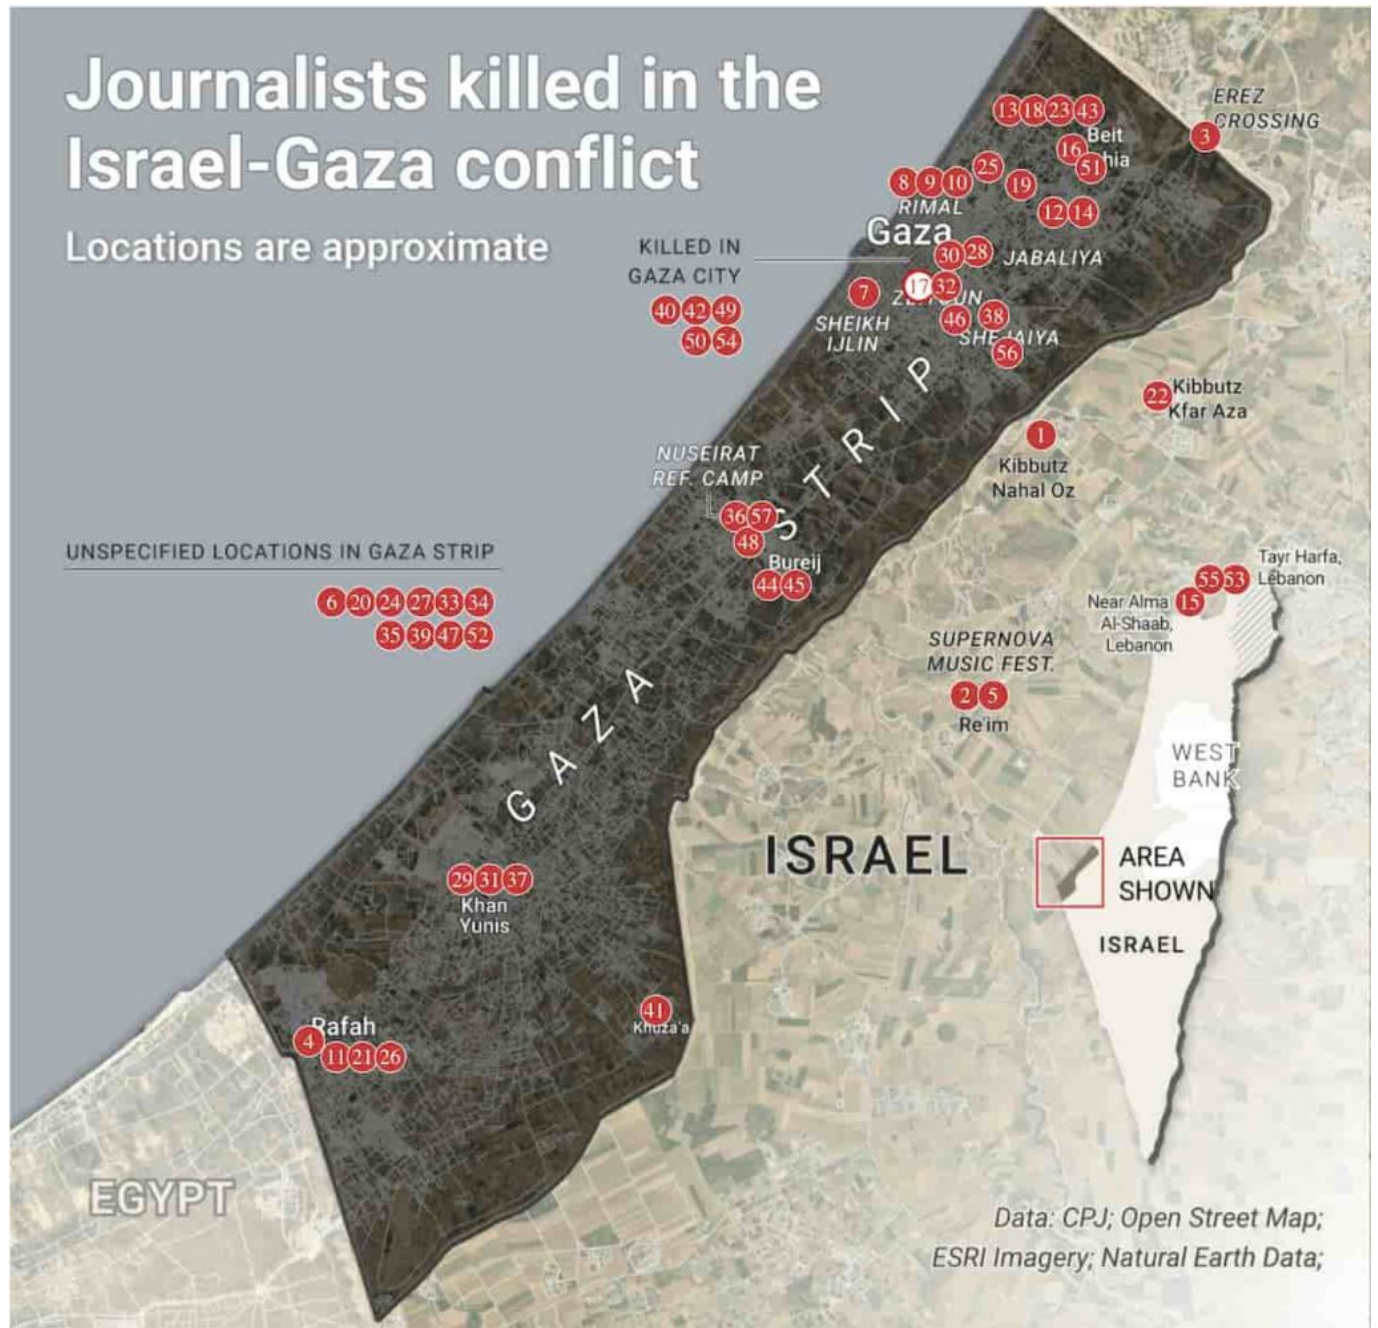 Journalists killed in the
Israel-Gaza conflict
Locations are approximate
13 18 23 43
EREZ
CROSSING
3
Beit
16
hia
51
25
8 9 10
19
RIMAL
12 14
Gaza
KILLED IN
GAZA CITY
30 28
JABALIYA
17 32
7
40 42 49
50 54
46 38
SHEIKH
IJLIN
SHEJAIYA
56
22
Kibbutz
Kfar Aza
1
Kibbutz
Nahal Oz
NUSEIRAT
REF. CAMP
36 57
48
Bureij
44 45
UNSPECIFIED LOCATIONS IN GAZA STRIP
6 20 24 27 33 34
35 39 47 52
GAZA STRIP
55 53
Tayr Harfa,
Lebanon
15
Near Alma
Al-Shaab,
Lebanon
SUPERNOVA
MUSIC FEST.
2 5
Re'im
WEST
BANK
ISRAEL
AREA
SHOWN
ISRAEL
29 31 37
Khan
Yunis
41
Khuza'a
Rafah
4
11 21 26
EGYPT
Data: CPJ; Open Street Map;
ESRI Imagery; Natural Earth Data;